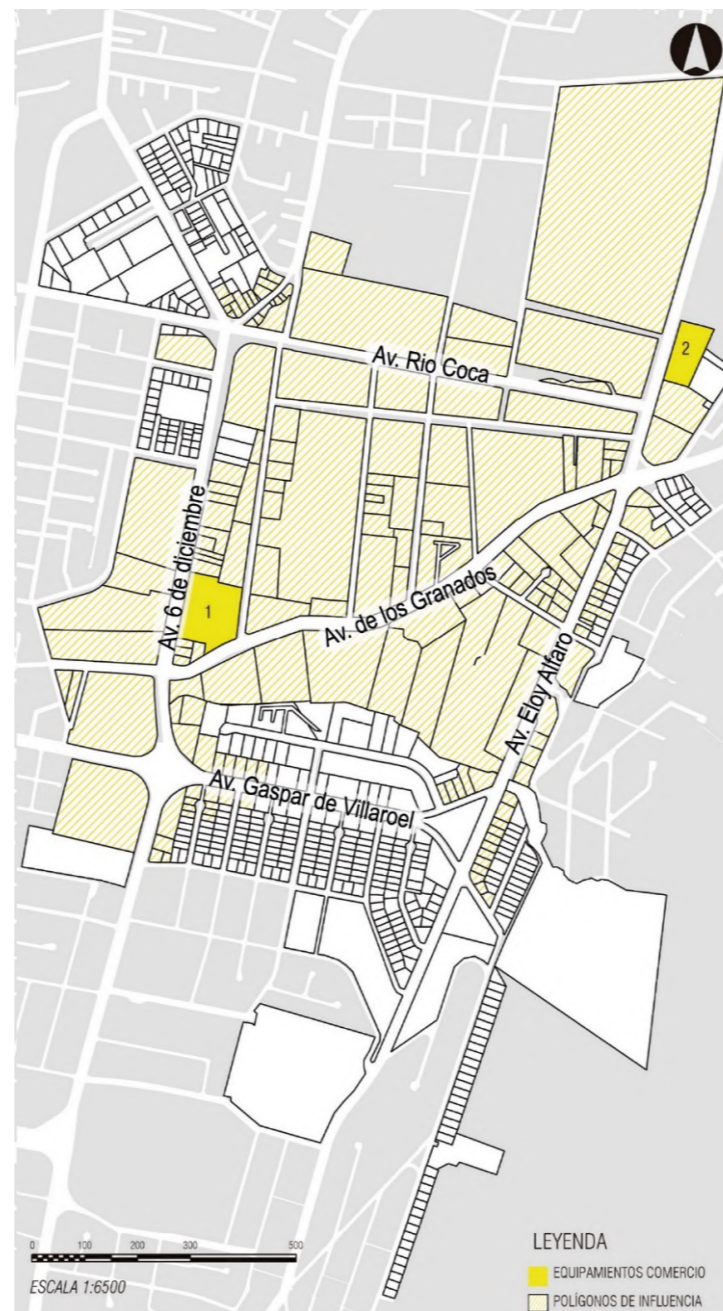 2
Av. Rio Coca
Av. 6 de diciembre
1
Av. de los Granados
Av. Eloy Alfaro
Av. Gaspar de Villaroel
0 100 200 300 500
ESCALA 1:6500
LEYENDA
EQUIPAMIENTOS COMERCIO
POLÍGONOS DE INFLUENCIA